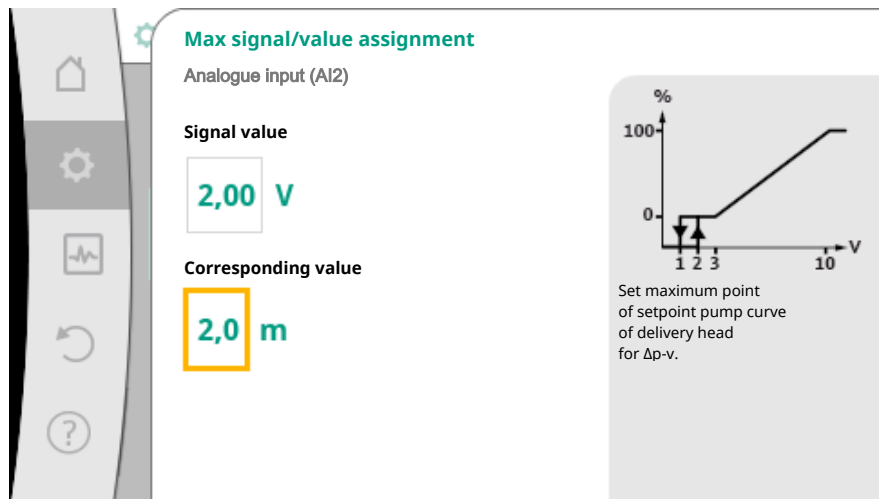 Max signal/value assignment
Analogue input (AI2)
Signal value
2,00 V
Corresponding value
2,0 m
%
100
0
1 2 3 10 V
Set maximum point
of setpoint pump curve
of delivery head
for Δp-v.
?